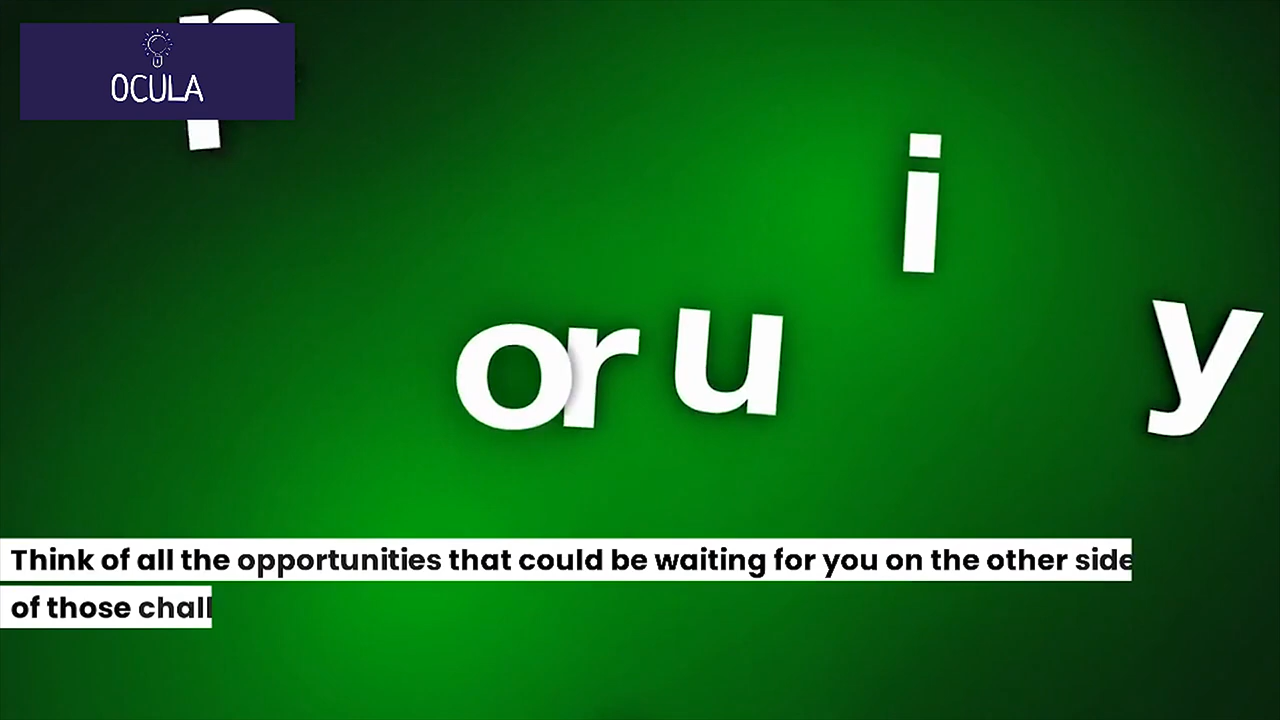 OCULA
p
i
or u
y
Think of all the opportunities that could be waiting for you on the other side
of those chall